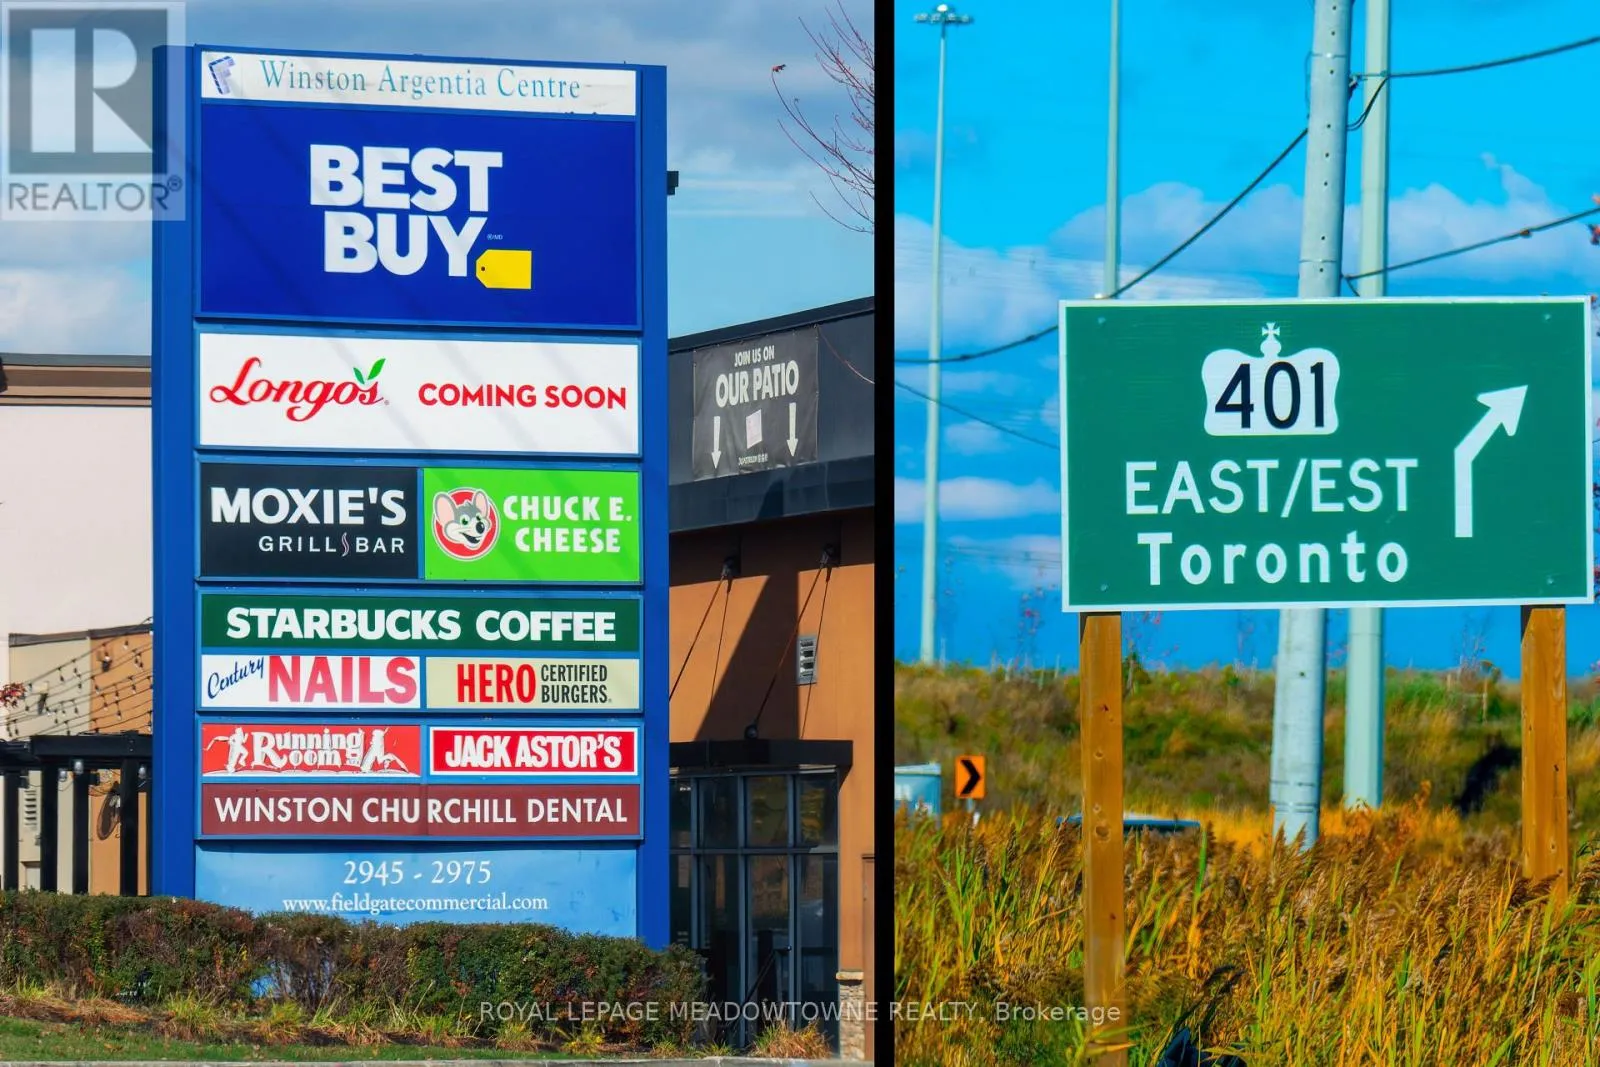 REALTOR®
Winston Argentia Centre
BEST
BUY
Longo's COMING SOON
MOXIE'S
GRILL BAR
CHUCK E.
CHEESE
STARBUCKS COFFEE
Century NAILS
HERO CERTIFIED
BURGERS
Running
Room
JACK ASTOR'S
WINSTON CHURCHILL DENTAL
2945 - 2975
www.fieldgatecommercial.com
JOIN US ON
OUR PATIO
401
EAST/EST
Toronto
ROYAL LEPAGE MEADOWTOWNE REALTY, Brokerage